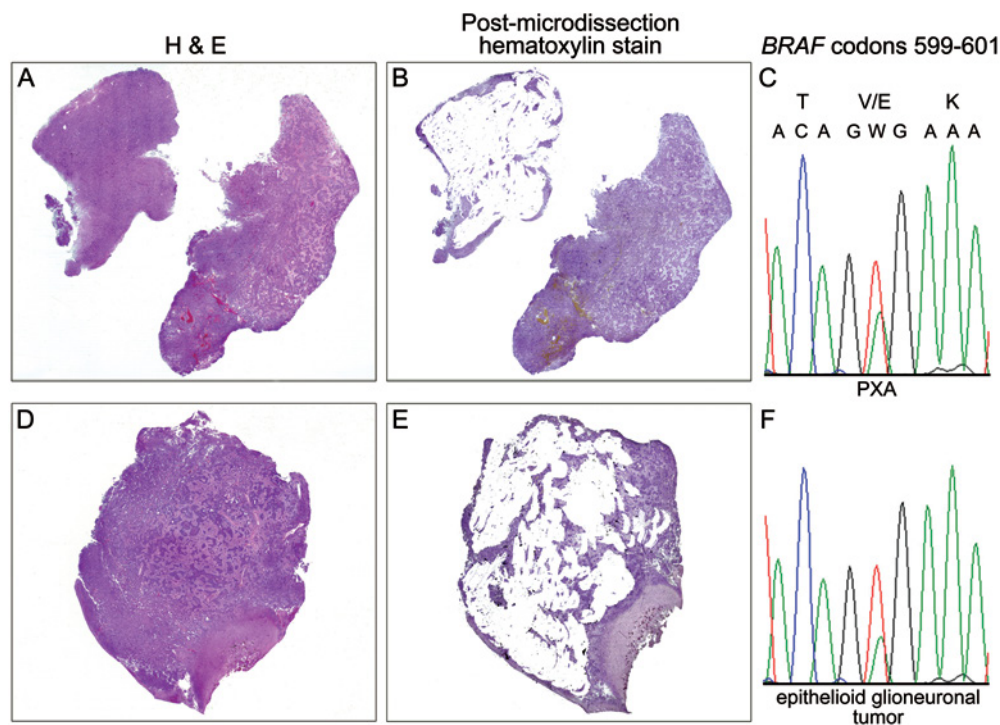 H & E
Post-microdissection
hematoxylin stain
BRAF codons 599-601
A
B
C
T V/E K
A C A G W G A A A
PXA
D
E
F
epithelioid glioneuronal
tumor